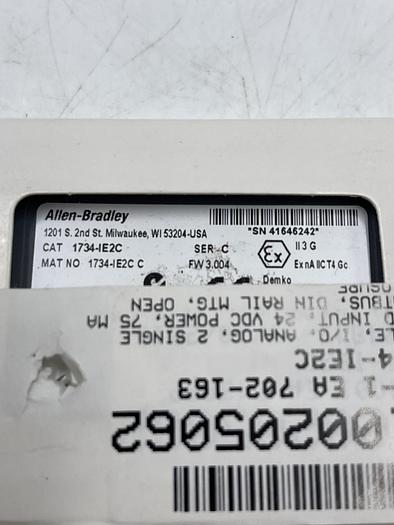 Allen-Bradley
1201 S. 2nd St. Milwaukee, WI 53204-USA
"SN 41646242"
CAT 1734-IE2C SER C II 3 G
MAT NO 1734-IE2C C FW 3.004 Ex nA IIC T4 Gc
Ex
Demko
00205062
-1 EA 702-163
4-IE2C
LE, I/O, ANALOG, 2 SINGLE
D INPUT, 24 VDC POWER, 75 MA
TBUS, DIN RAIL MTG, OPEN
OSURE